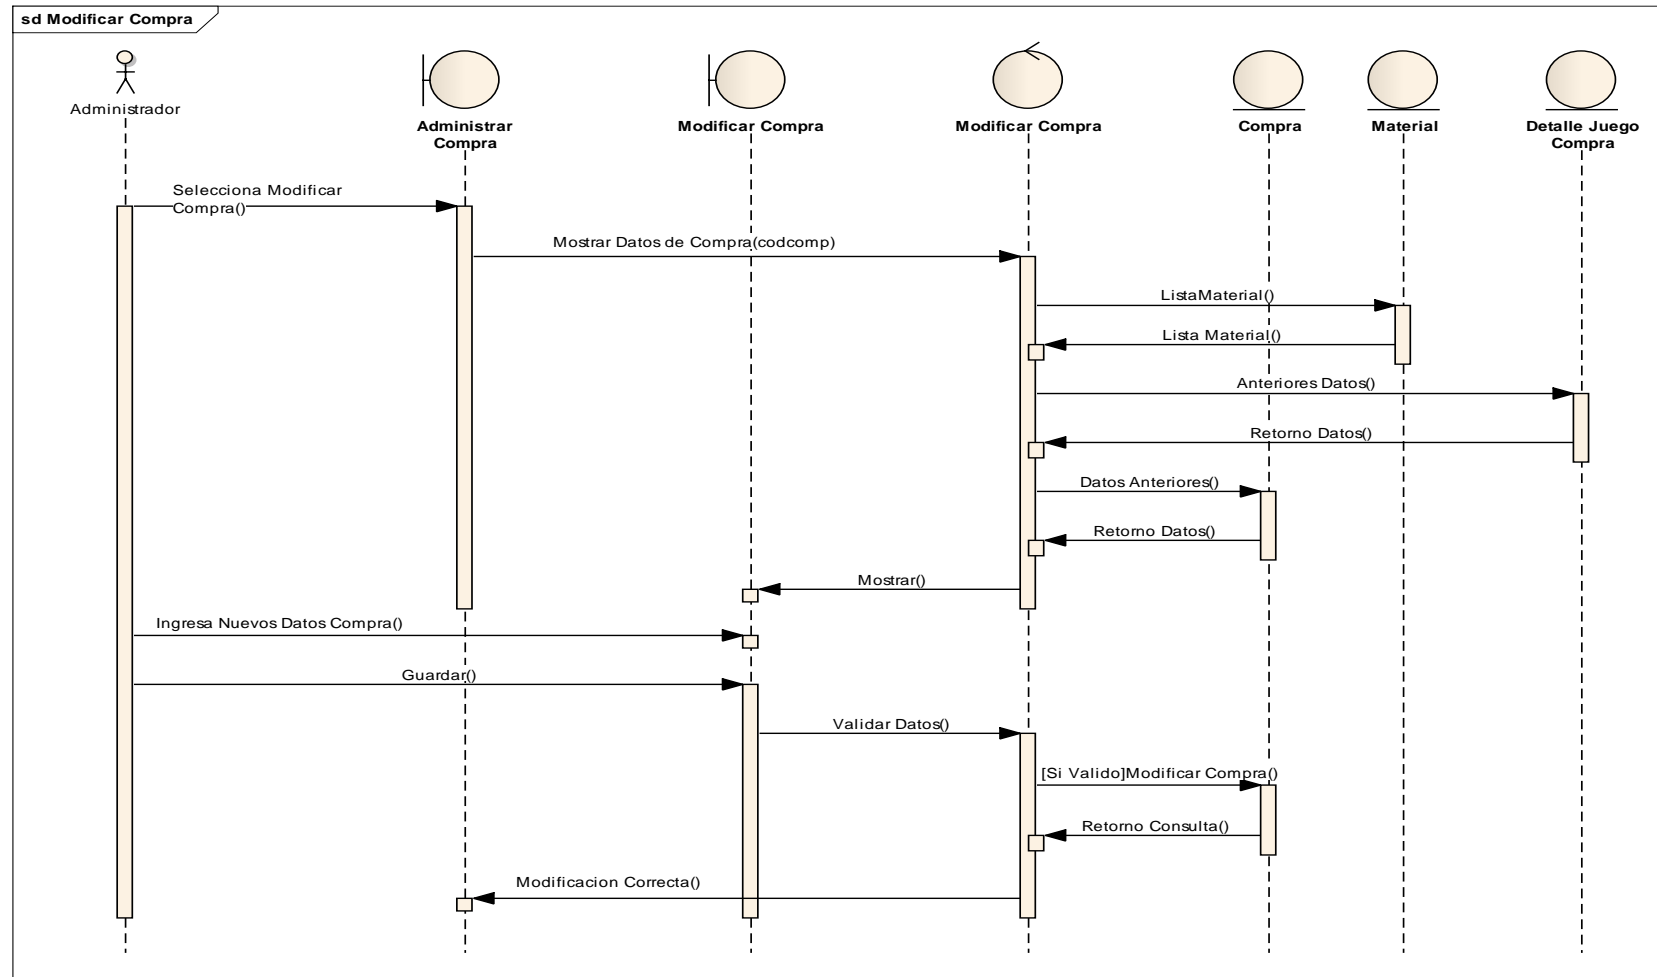 sd Modificar Compra
Administrador
Administrar
Compra
Modificar Compra
Modificar Compra
Compra
Material
Detalle Juego
Compra
Selecciona Modificar
Compra()
Mostrar Datos de Compra(codcomp)
ListaMaterial()
Lista Material()
Anteriores Datos()
Retorno Datos()
Datos Anteriores()
Retorno Datos()
Mostrar()
Ingresa Nuevos Datos Compra()
Guardar()
Validar Datos()
[Si Valido]Modificar Compra()
Retorno Consulta()
Modificacion Correcta()